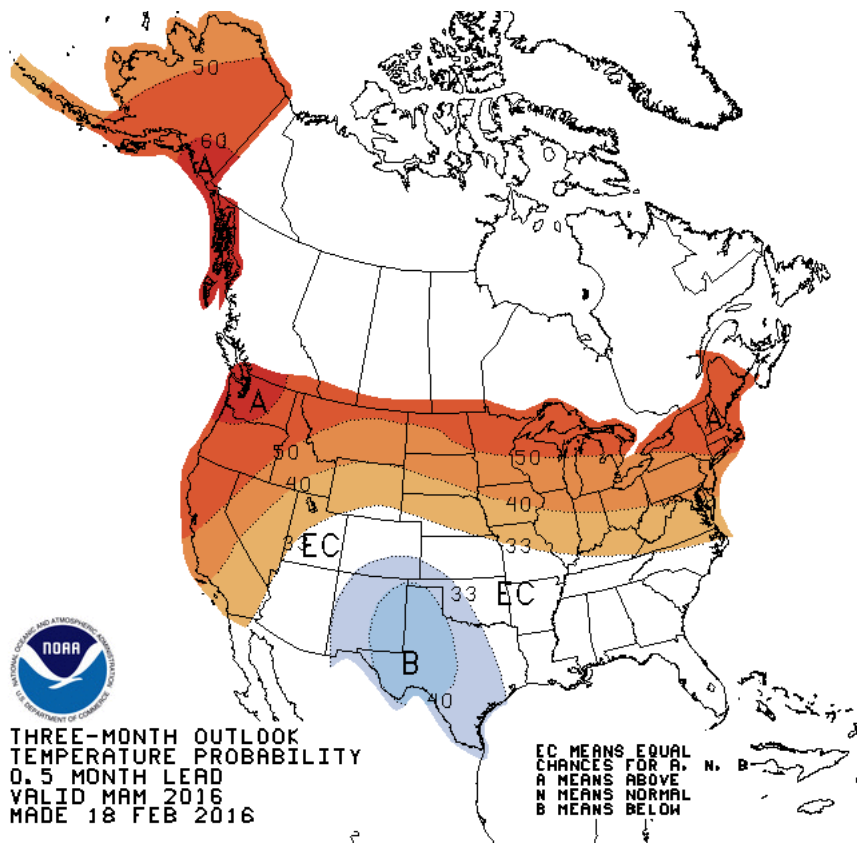 50
60
A
A
A
50
50
40
40
33
EC
33
33
EC
B
40
NATIONAL OCEANIC AND ATMOSPHERIC ADMINISTRATION
NOAA
U.S. DEPARTMENT OF COMMERCE
THREE-MONTH OUTLOOK
TEMPERATURE PROBABILITY
0.5 MONTH LEAD
VALID MAM 2016
MADE 18 FEB 2016
EC MEANS EQUAL
CHANCES FOR A, N, B
A MEANS ABOVE
N MEANS NORMAL
B MEANS BELOW